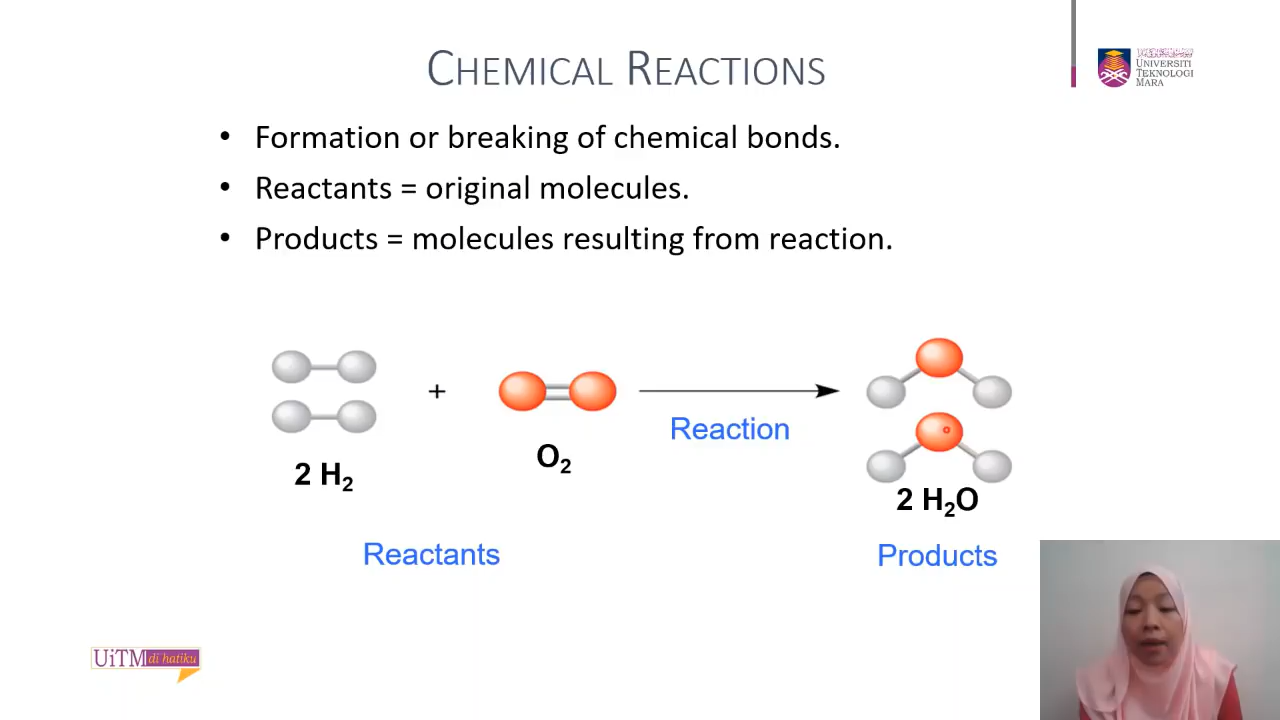 CHEMICAL REACTIONS
UNIVERSITI
TEKNOLOGI
MARA
• Formation or breaking of chemical bonds.
• Reactants = original molecules.
• Products = molecules resulting from reaction.
+
Reaction
2 H₂
O₂
2 H₂O
Reactants
Products
UiTM di hatiku